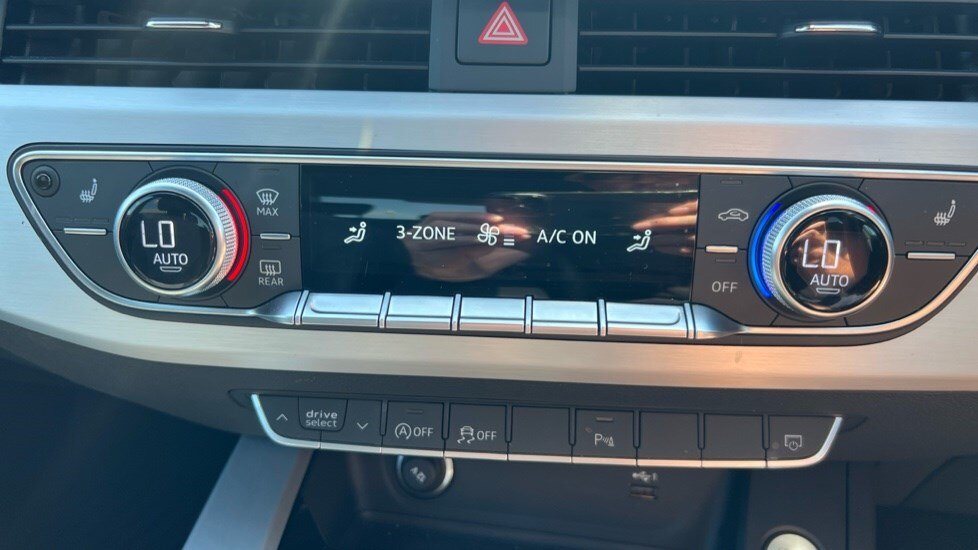 LO
AUTO
MAX
REAR
3-ZONE
A/C ON
LO
AUTO
OFF
drive
select
A OFF
OFF
P